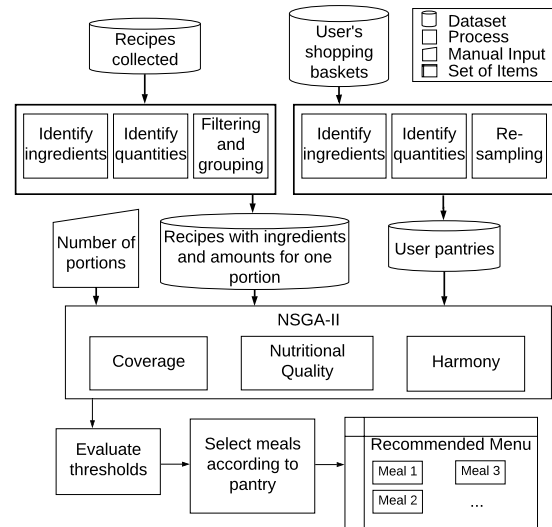 Recipes
collected
User's
shopping
baskets
Dataset
Process
Manual Input
Set of Items
Identify
ingredients
Identify
quantities
Filtering
and
grouping
Identify
ingredients
Identify
quantities
Re-
sampling
Number of
portions
Recipes with ingredients
and amounts for one
portion
User pantries
NSGA-II
Coverage
Nutritional
Quality
Harmony
Evaluate
thresholds
Select meals
according to
pantry
Recommended Menu
Meal 1
Meal 3
Meal 2
...